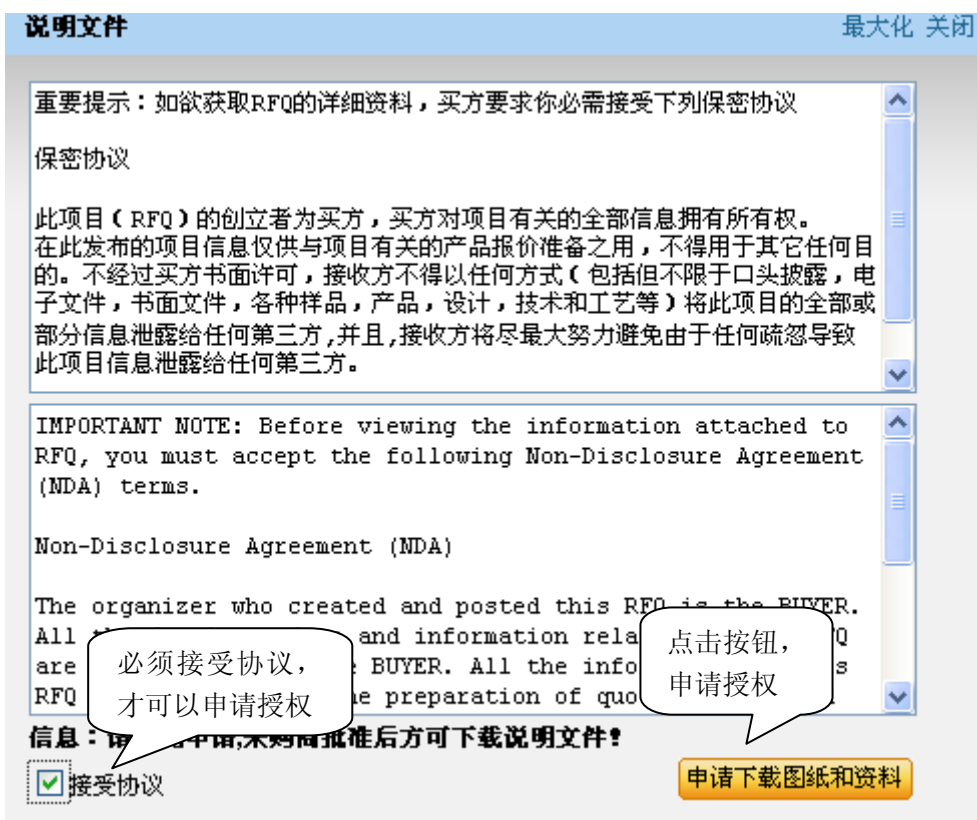 说明文件
最大化 关闭
重要提示：如欲获取RFQ的详细资料，买方要求你必需接受下列保密协议
保密协议
此项目（RFQ）的创立者为买方，买方对项目有关的全部信息拥有所有权。
在此发布的项目信息仅供与项目有关的产品报价准备之用，不得用于其它任何目
的。不经过买方书面许可，接收方不得以任何方式（包括但不限于口头披露，电
子文件，书面文件，各种样品，产品，设计，技术和工艺等）将此项目的全部或
部分信息泄露给任何第三方,并且,接收方将尽最大努力避免由于任何疏忽导致
此项目信息泄露给任何第三方。
IMPORTANT NOTE: Before viewing the information attached to
RFQ, you must accept the following Non-Disclosure Agreement
(NDA) terms.
Non-Disclosure Agreement (NDA)
The organizer who created and posted this RFQ is the BUYER.
All and information
are BUYER. All the
RFQ preparation of
必须接受协议，
才可以申请授权
点击按钮，
申请授权
信息：申请,采购商批准后方可下载说明文件!
接受协议
申请下载图纸和资料